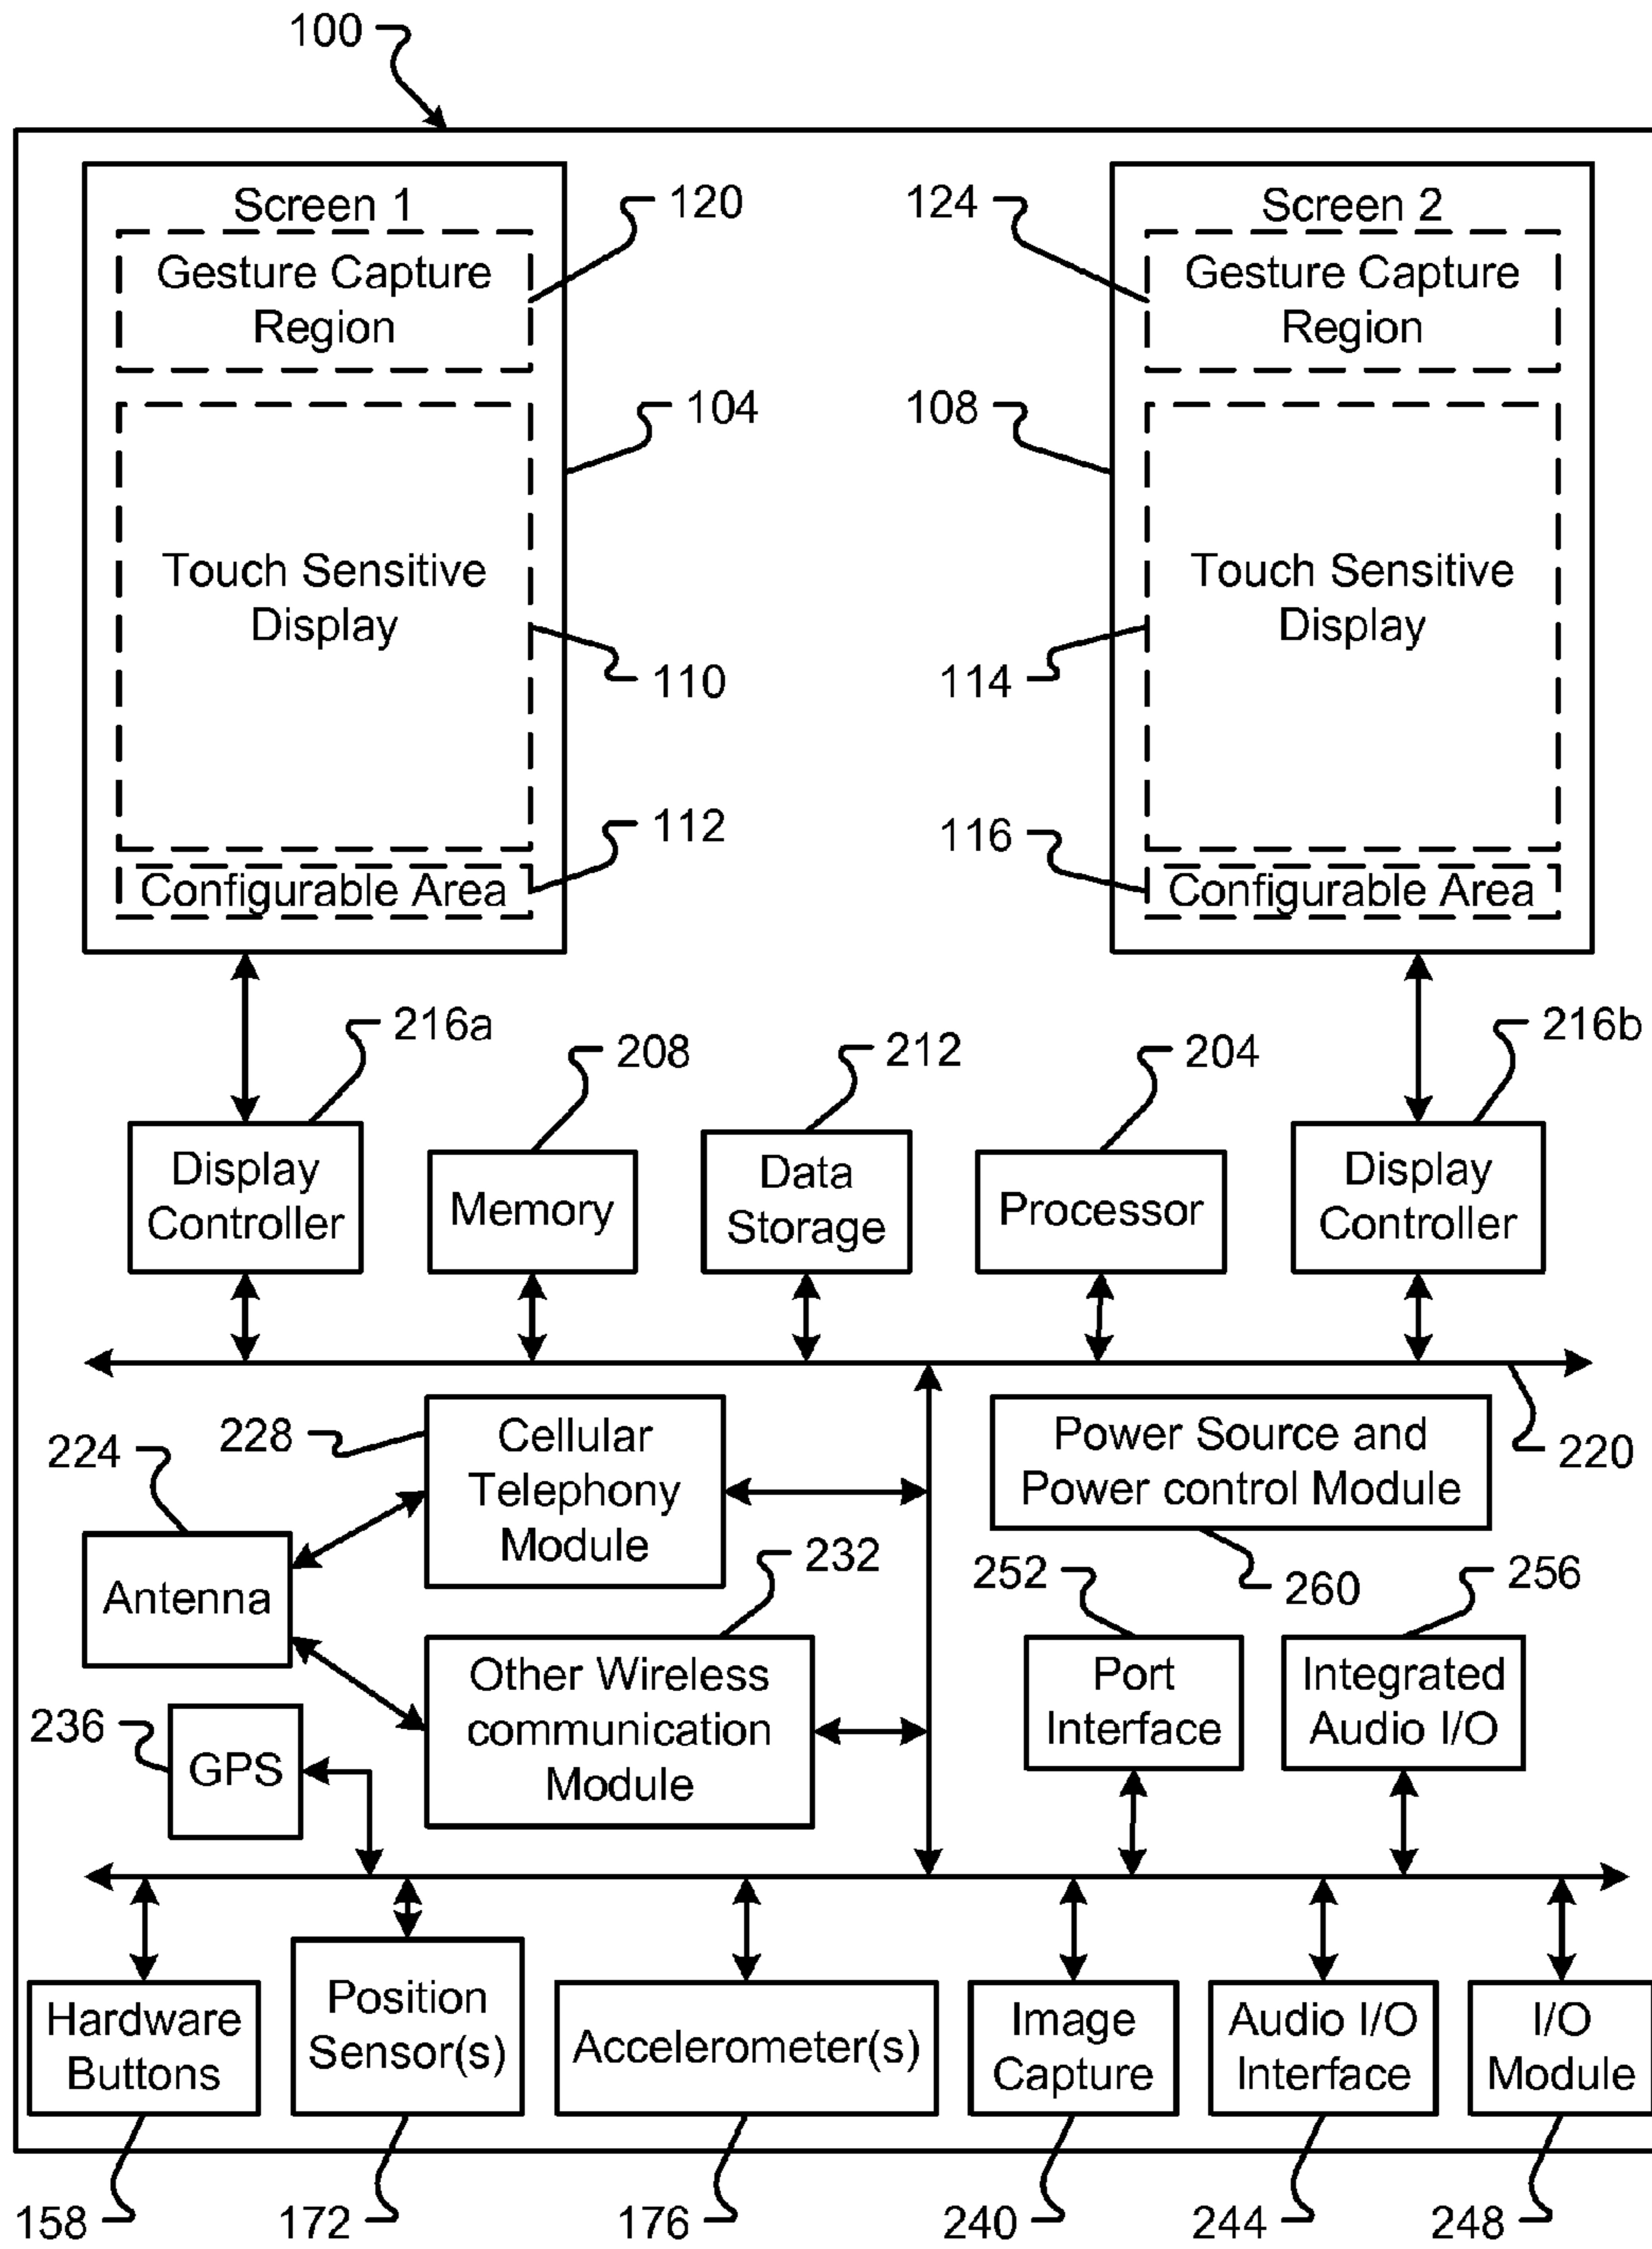 100
Screen 1
120
Gesture Capture
Region
104
Touch Sensitive
Display
110
112
Configurable Area
124
Screen 2
Gesture Capture
Region
108
Touch Sensitive
Display
114
116
Configurable Area
216a
208
212
204
216b
Display
Controller
Memory
Data
Storage
Processor
Display
Controller
220
224
228
Cellular
Telephony
Module
Power Source and
Power control Module
260
Antenna
232
Other Wireless
communication
Module
252
Port
Interface
256
Integrated
Audio I/O
236
GPS
Hardware
Buttons
Position
Sensor(s)
Accelerometer(s)
Image
Capture
Audio I/O
Interface
I/O
Module
158
172
176
240
244
248